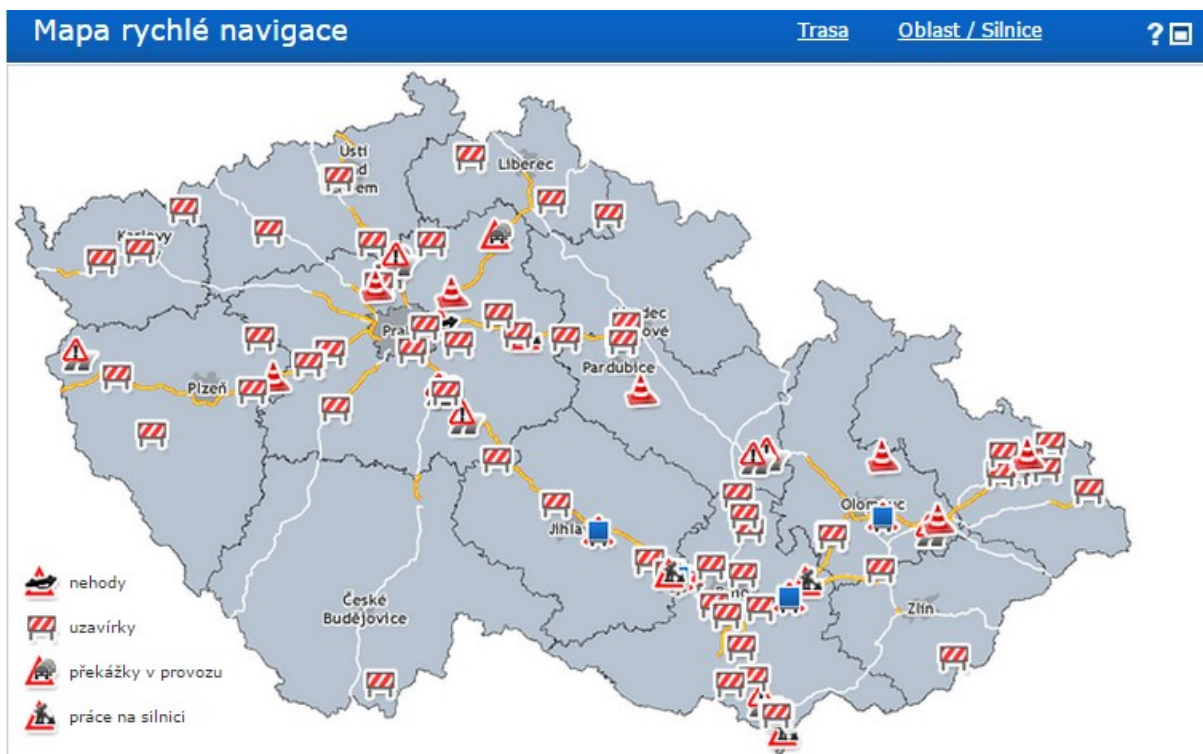 Mapa rychlé navigace
Trasa
Oblast / Silnice
?
Ústí
Liberec
Plzeň
Pardubice
Olomouc
Jihlava
České
Budějovice
Zlín
nehody
uzavírky
překážky v provozu
práce na silnici